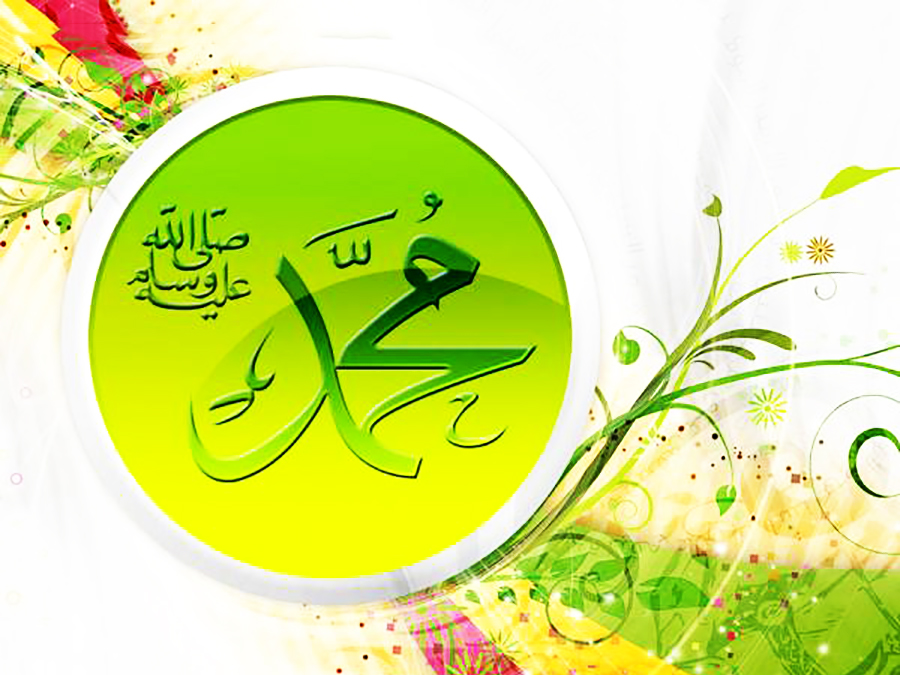 محمد
صلى الله
عليه وسلم